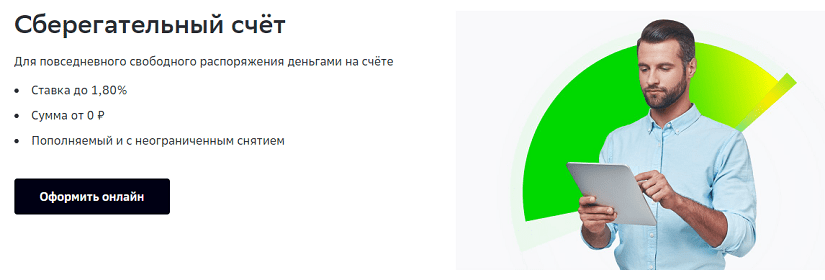 Сберегательный счёт
Для повседневного свободного распоряжения деньгами на счёте
• Ставка до 1,80%
• Сумма от 0 ₽
• Пополняемый и с неограниченным снятием
Оформить онлайн